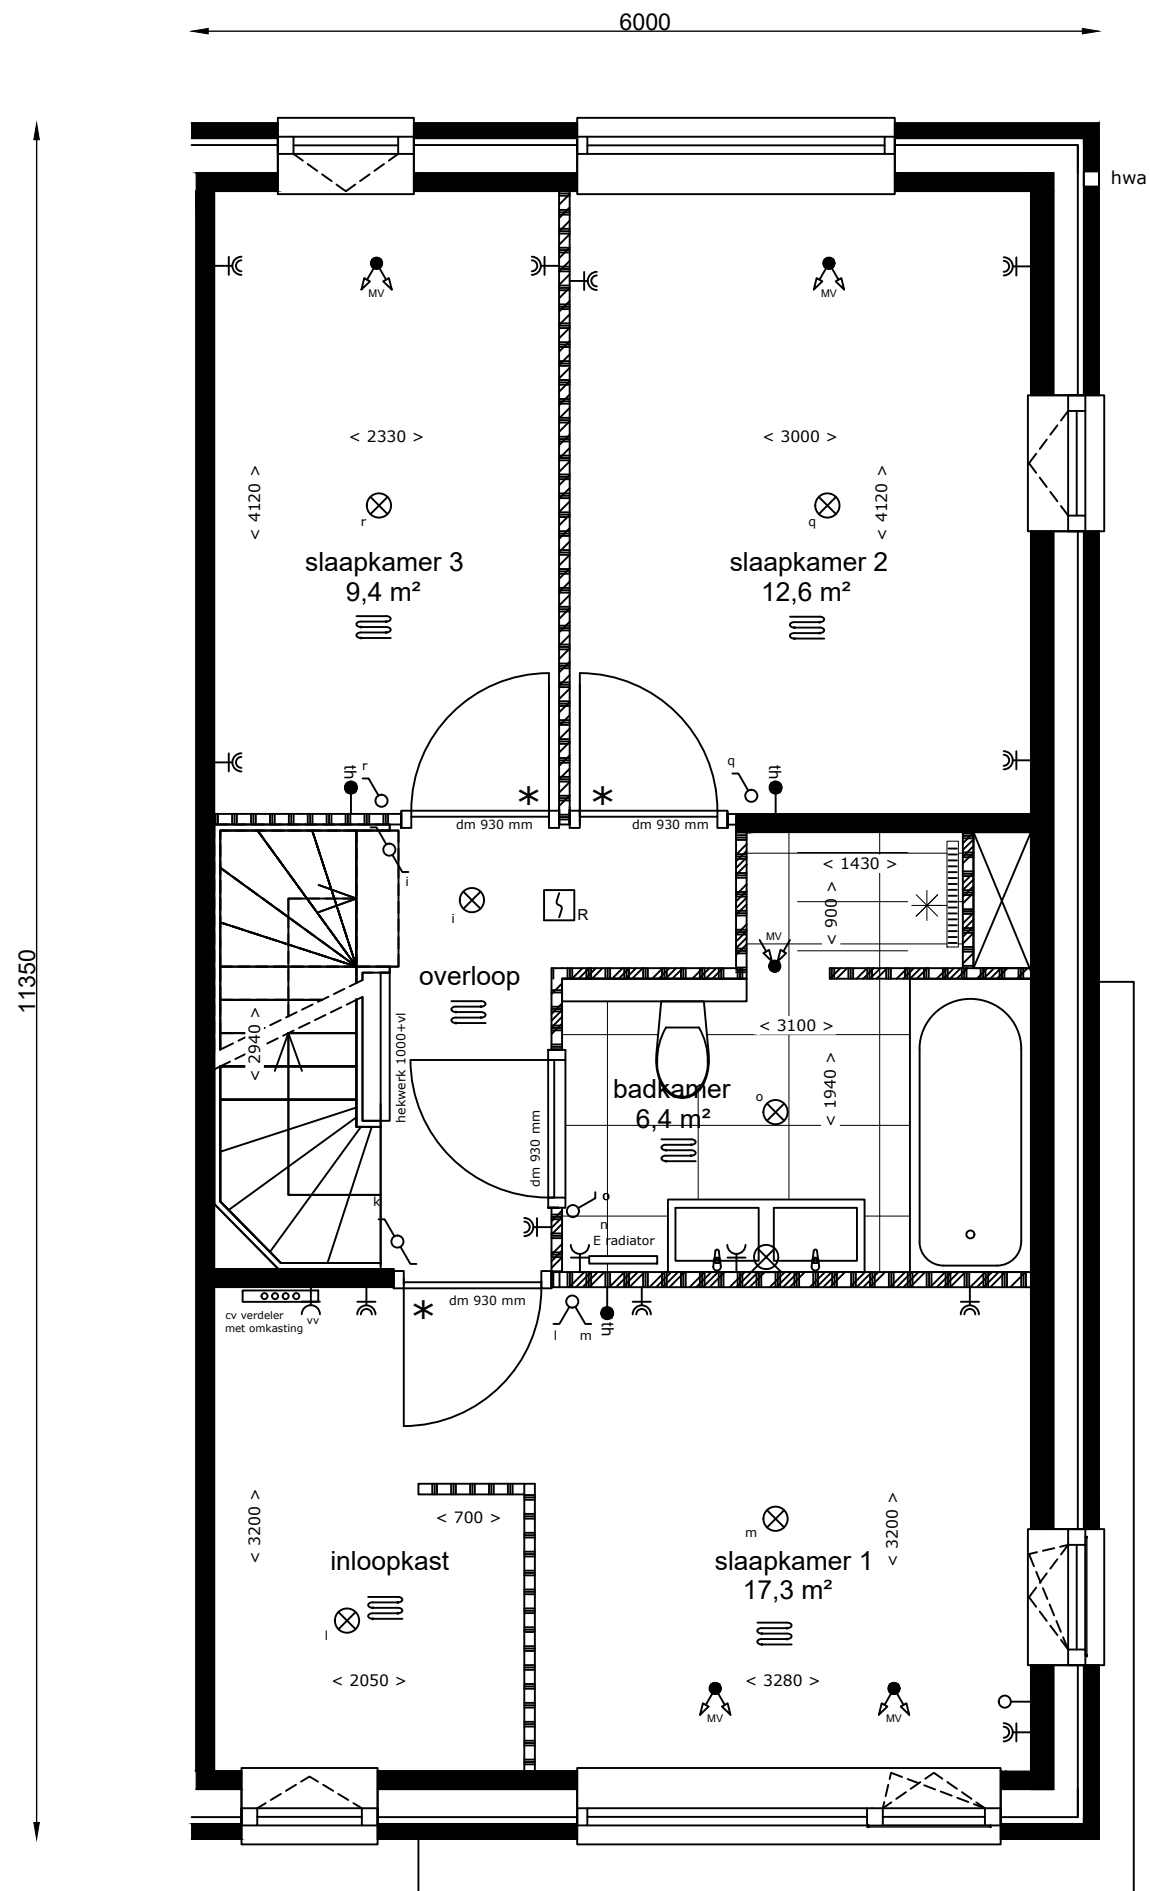 6000
hwa
MV
MV
< 2330 >
< 3000 >
< 4120 >
< 4120 >
r
q
slaapkamer 3
9,4 m²
slaapkamer 2
12,6 m²
th
r
q
th
*
*
dm 930 mm
dm 930 mm
i
< 1430 >
i
R
< 900 >
MV
overloop
11350
< 2940 >
hekwerk 1000+vl
< 3100 >
badkamer
6,4 m²
o
< 1940 >
dm 930 mm
k
o
n
E radiator
cv verdeler
met omkasting
vv
*
dm 930 mm
l
m
th
< 3200 >
< 700 >
m
< 3200 >
inloopkast
slaapkamer 1
17,3 m²
l
< 2050 >
< 3280 >
MV
MV